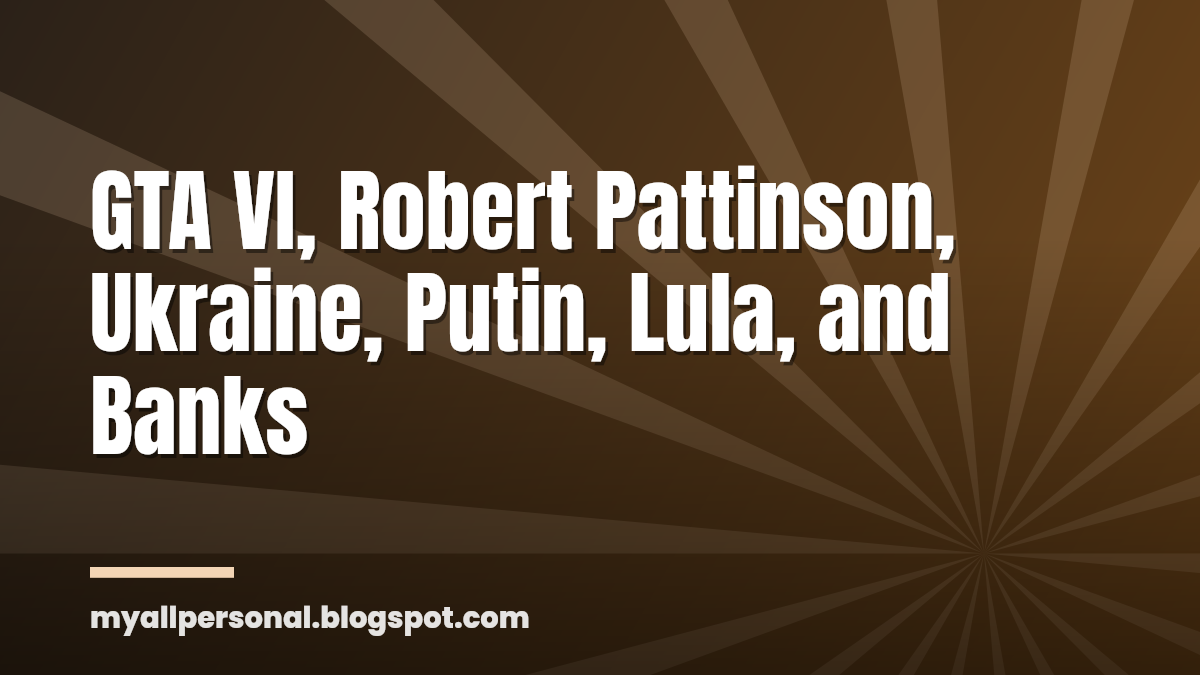 GTA VI, Robert Pattinson,
Ukraine, Putin, Lula, and
Banks
myallpersonal.blogspot.com